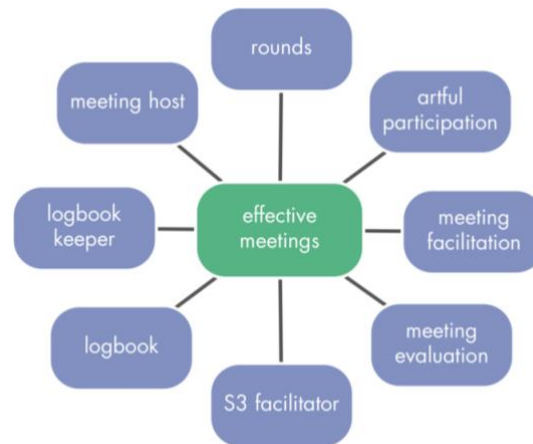 rounds
meeting host
artful
participation
logbook
keeper
effective
meetings
meeting
facilitation
logbook
meeting
evaluation
S3 facilitator